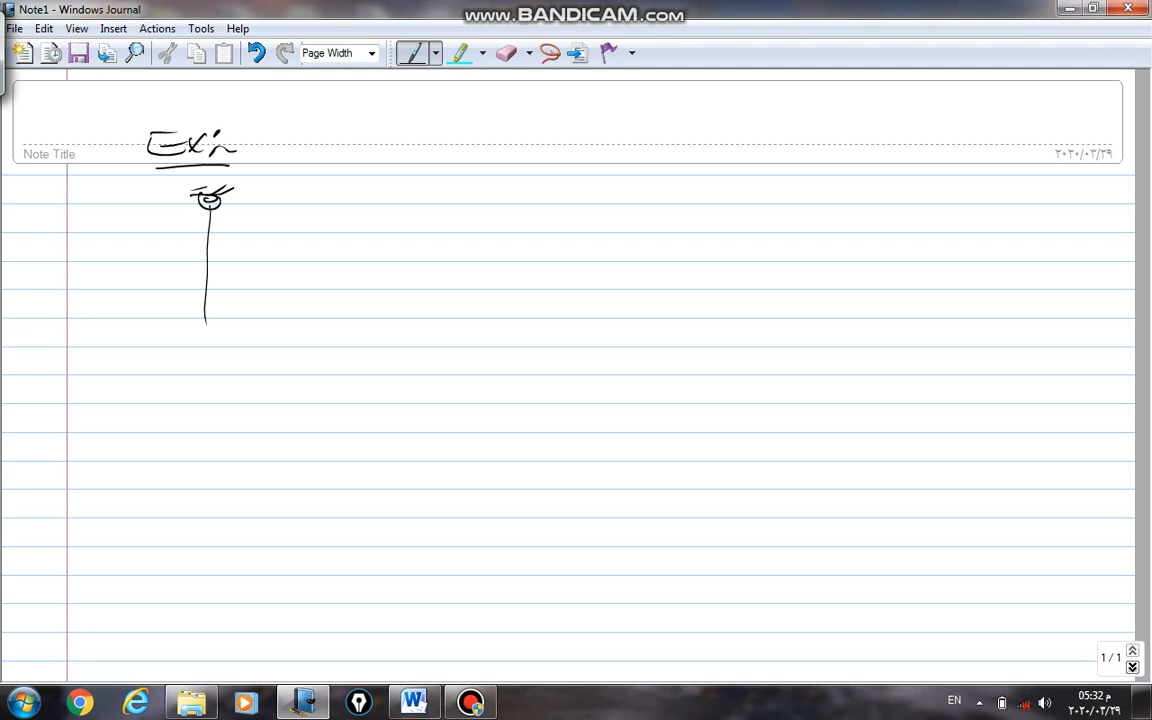 Note1 - Windows Journal
www.BANDICAM.com
File Edit View Insert Actions Tools Help
Page Width
Note Title
٢٠٢٠/٠٣/٢٩
1 / 1
EN
05:32 م
٢٠٢٠/٠٣/٢٩